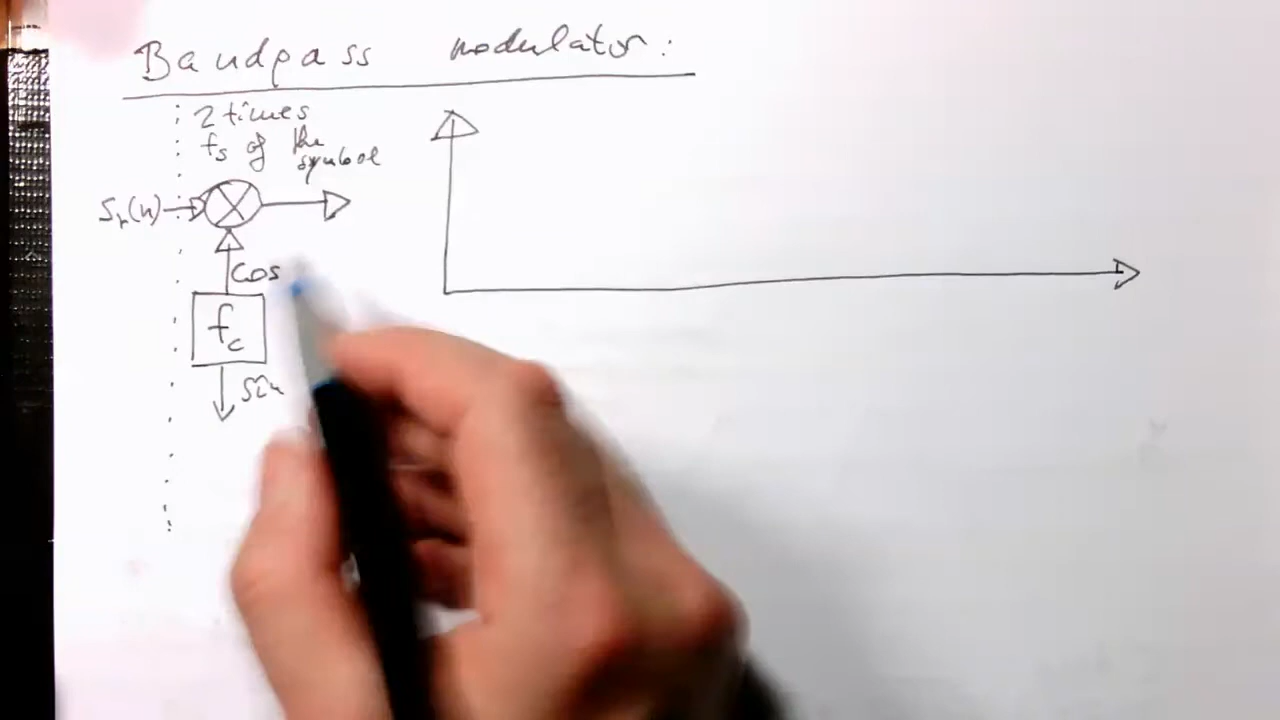 Bandpass modulator:
2 times
fs of the
symbol
Sr(n)
cos
fc
sin